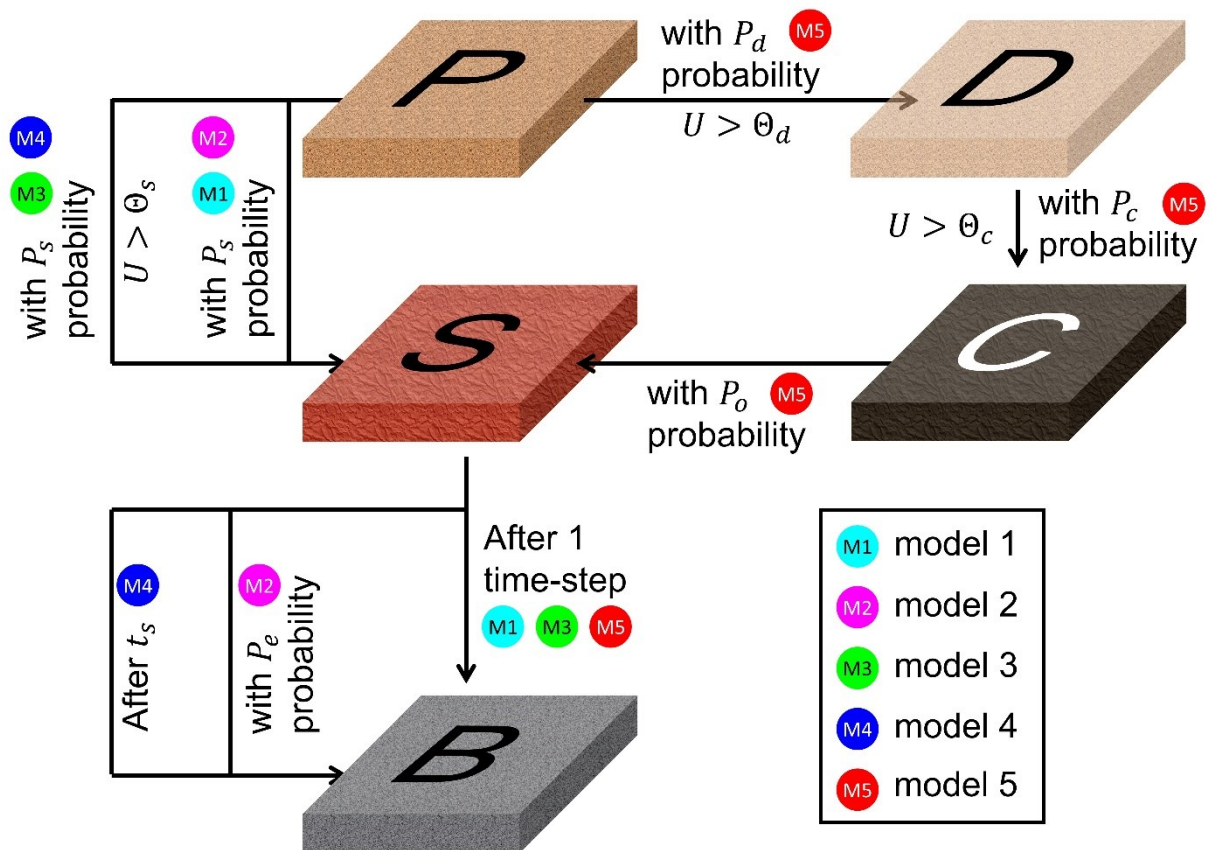 P
with P_d M5
probability
U > Θ_d
D
M4
M3
with P_s
probability
U > Θ_s
M2
M1
with P_s
probability
U > Θ_c
with P_c M5
probability
S
C
with P_o M5
probability
After 1
time-step
M1 M3 M5
M4
After t_s
M2
with P_e
probability
B
M1 model 1
M2 model 2
M3 model 3
M4 model 4
M5 model 5